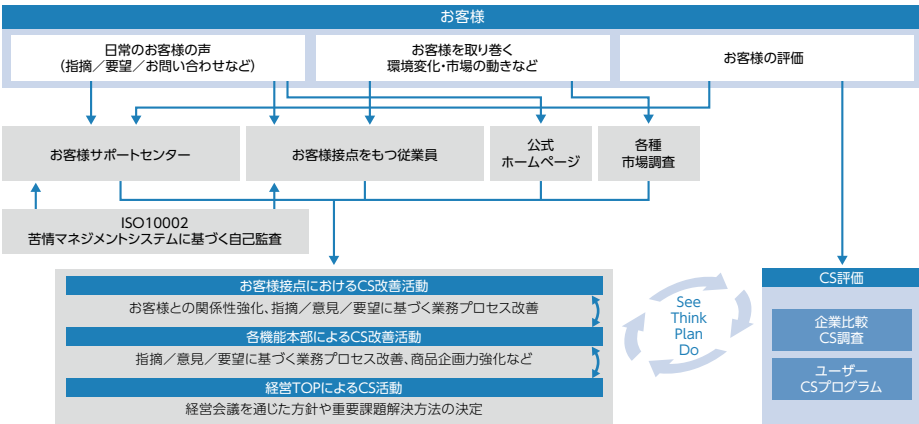 お客様
日常のお客様の声
（指摘／要望／お問い合わせなど）
お客様を取り巻く
環境変化・市場の動きなど
お客様の評価
お客様サポートセンター
お客様接点をもつ従業員
公式
ホームページ
各種
市場調査
ISO10002
苦情マネジメントシステムに基づく自己監査
お客様接点におけるCS改善活動
お客様との関係性強化、指摘／意見／要望に基づく業務プロセス改善
各機能本部によるCS改善活動
指摘／意見／要望に基づく業務プロセス改善、商品企画力強化など
経営TOPによるCS活動
経営会議を通じた方針や重要課題解決方法の決定
See
Think
Plan
Do
CS評価
企業比較
CS調査
ユーザー
CSプログラム